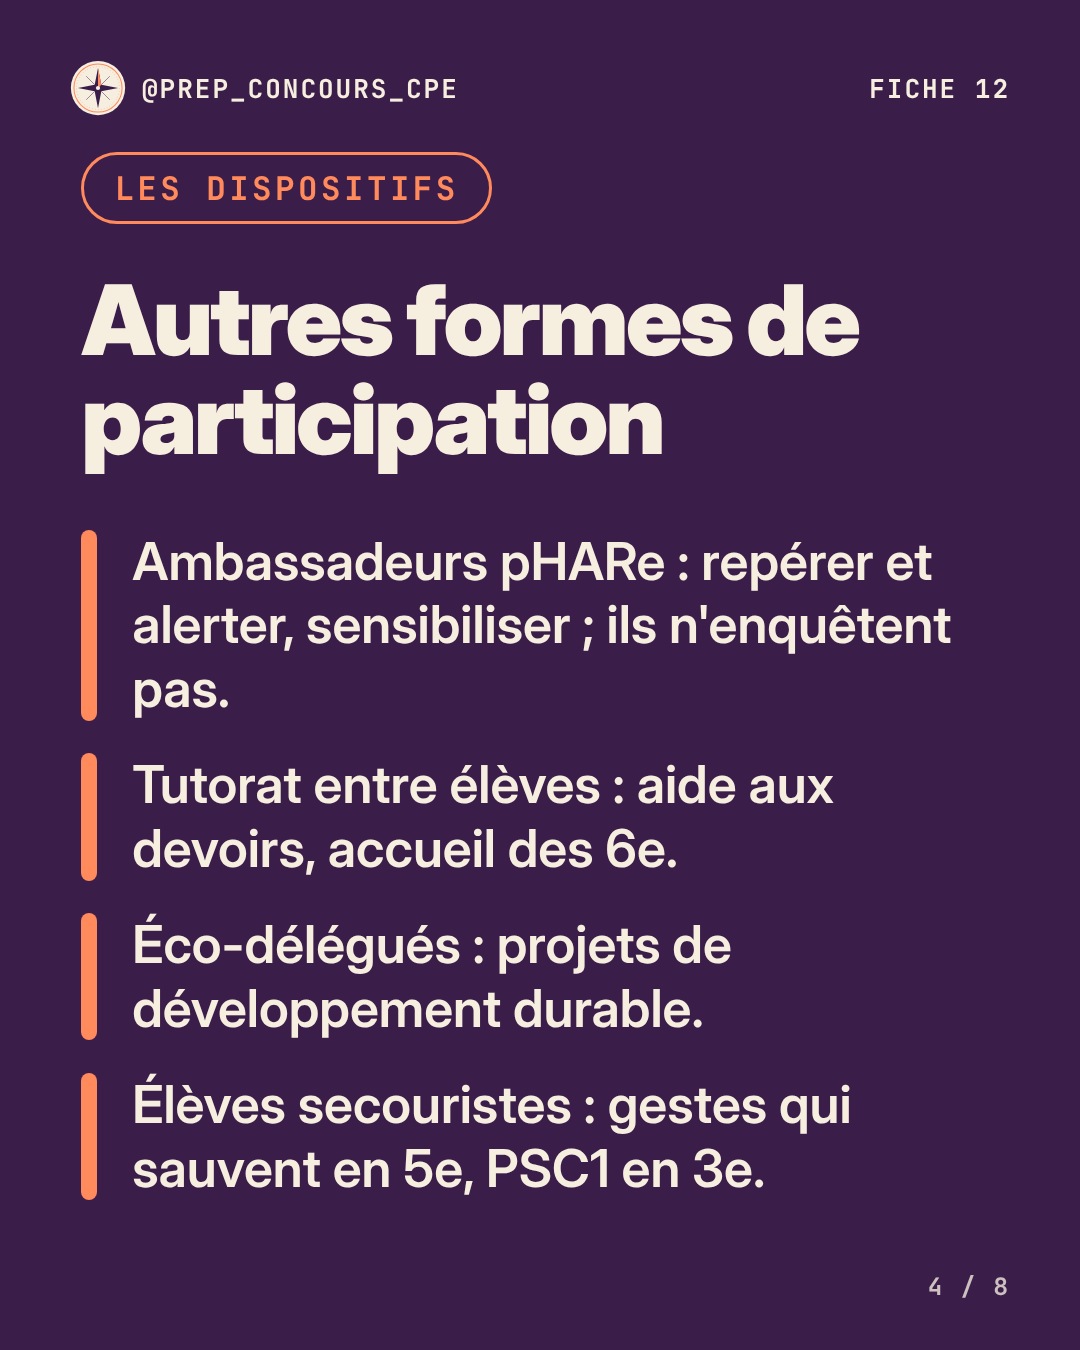 @PREP_CONCOURS_CPE
FICHE 12
LES DISPOSITIFS
Autres formes de
participation
Ambassadeurs pHARe : repérer et
alerter, sensibiliser ; ils n'enquêtent
pas.
Tutorat entre élèves : aide aux
devoirs, accueil des 6e.
Éco-délégués : projets de
développement durable.
Élèves secouristes : gestes qui
sauvent en 5e, PSC1 en 3e.
4 / 8